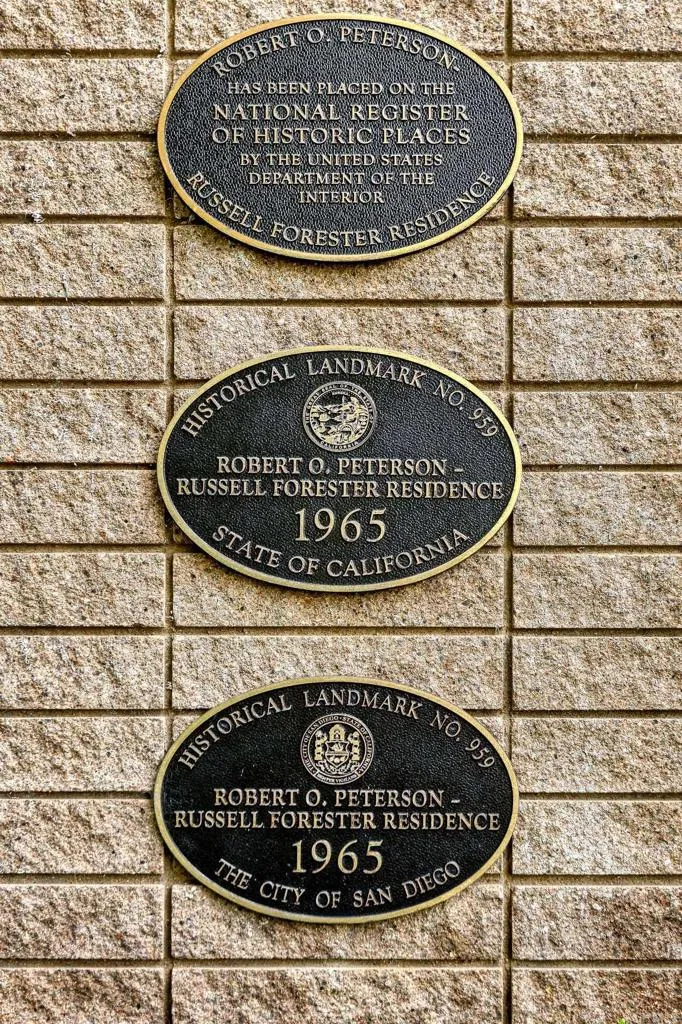 ROBERT O. PETERSON-
HAS BEEN PLACED ON THE
NATIONAL REGISTER
OF HISTORIC PLACES
BY THE UNITED STATES
DEPARTMENT OF THE
INTERIOR
RUSSELL FORESTER RESIDENCE
HISTORICAL LANDMARK NO. 959
ROBERT O. PETERSON -
RUSSELL FORESTER RESIDENCE
1965
STATE OF CALIFORNIA
HISTORICAL LANDMARK NO. 959
ROBERT O. PETERSON -
RUSSELL FORESTER RESIDENCE
1965
THE CITY OF SAN DIEGO